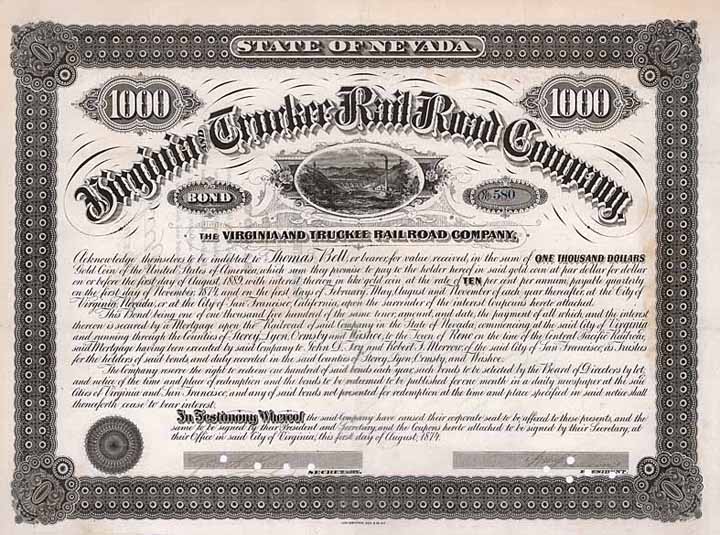 STATE OF NEVADA.
1000 1000
Virginia AND Truckee Rail Road Company
BOND No 580
THE VIRGINIA AND TRUCKEE RAILROAD COMPANY,
Acknowledge themselves to be indebted to Thomas Bell, or bearer, for value received, in the sum of ONE THOUSAND DOLLARS
Gold Coin of the United States of America, which sum they promise to pay to the holder hereof in said gold coin at par dollar for dollar
on or before the first day of August, 1889, with interest thereon in like gold coin at the rate of TEN per cent per annum, payable quarterly
on the first day of November, 1874, and on the first days of February, May, August and November of each year thereafter, at the City of
Virginia, Nevada, or at the City of San Francisco, California, upon the surrender of the interest Coupons hereto attached.
This Bond being one of one thousand five hundred of the same tenor, amount, and date, the payment of all which, and the interest
thereon is secured by a Mortgage upon the Railroad of said Company in the State of Nevada, commencing at the said City of Virginia
and running through the Counties of Storey, Lyon, Ormsby and Washoe, to the Town of Reno on the line of the Central Pacific Railroad,
said Mortgage having been executed by said Company to John D. Fry and Robert F. Morrow, of the said City of San Francisco, as Trustees
for the holders of said bonds, and duly recorded in the said Counties of Storey, Lyon, Ormsby, and Washoe.
The Company reserve the right to redeem one hundred of said bonds each year, such bonds to be selected by the Board of Directors by lot,
and notice of the time and place of redemption and the bonds to be redeemed to be published for one month in a daily newspaper at the said
Cities of Virginia and San Francisco, and any of said bonds not presented for redemption at the time and place specified in said notice shall
thenceforth cease to bear interest.
In Testimony Whereof the said Company have caused their corporate seal to be affixed to these presents, and the
same to be signed by their President and Secretary, and the Coupons hereto attached to be signed by their Secretary, at
their Office in said City of Virginia, this first day of August, 1874.
SECRETARY.